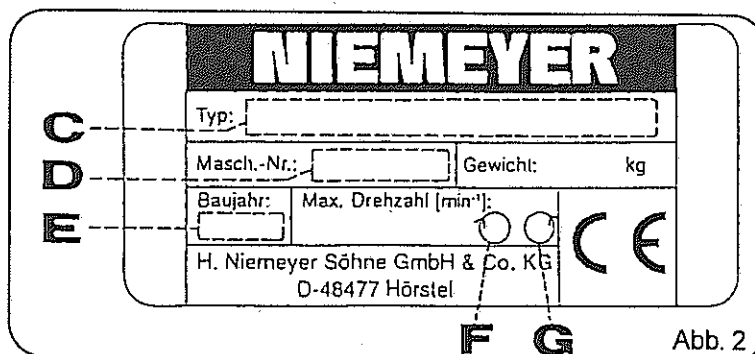 NIEMEYER
C
Typ:
D
Masch.-Nr.:
Gewicht: kg
E
Baujahr:
Max. Drehzahl [min⁻¹]:
H. Niemeyer Söhne GmbH & Co. KG
D-48477 Hörstel
CE
F G
Abb. 2